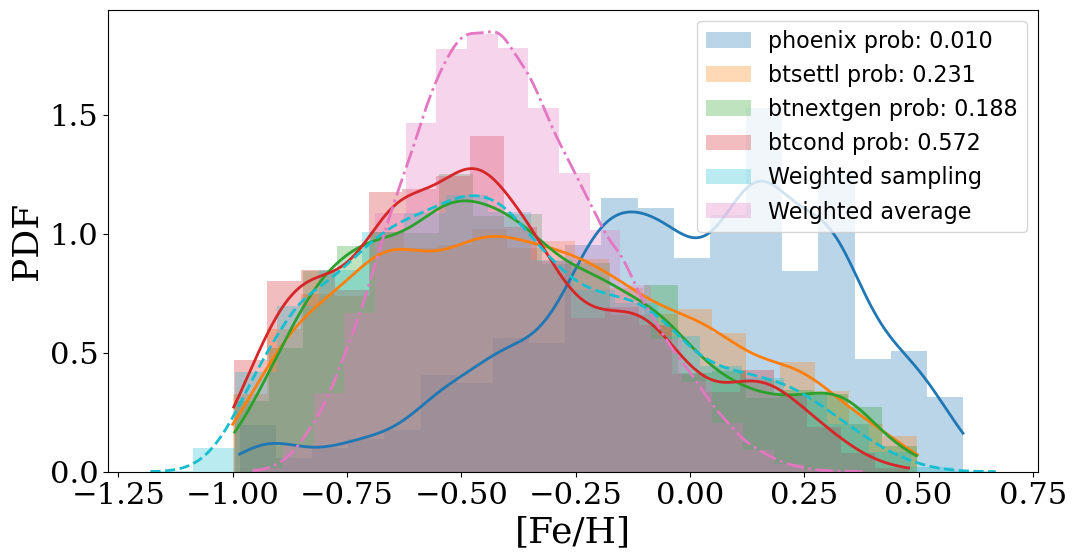 phoenix prob: 0.010
btsettl prob: 0.231
btnextgen prob: 0.188
btcond prob: 0.572
Weighted sampling
Weighted average
PDF
1.5
1.0
0.5
0.0
−1.25 −1.00 −0.75 −0.50 −0.25 0.00 0.25 0.50 0.75
[Fe/H]